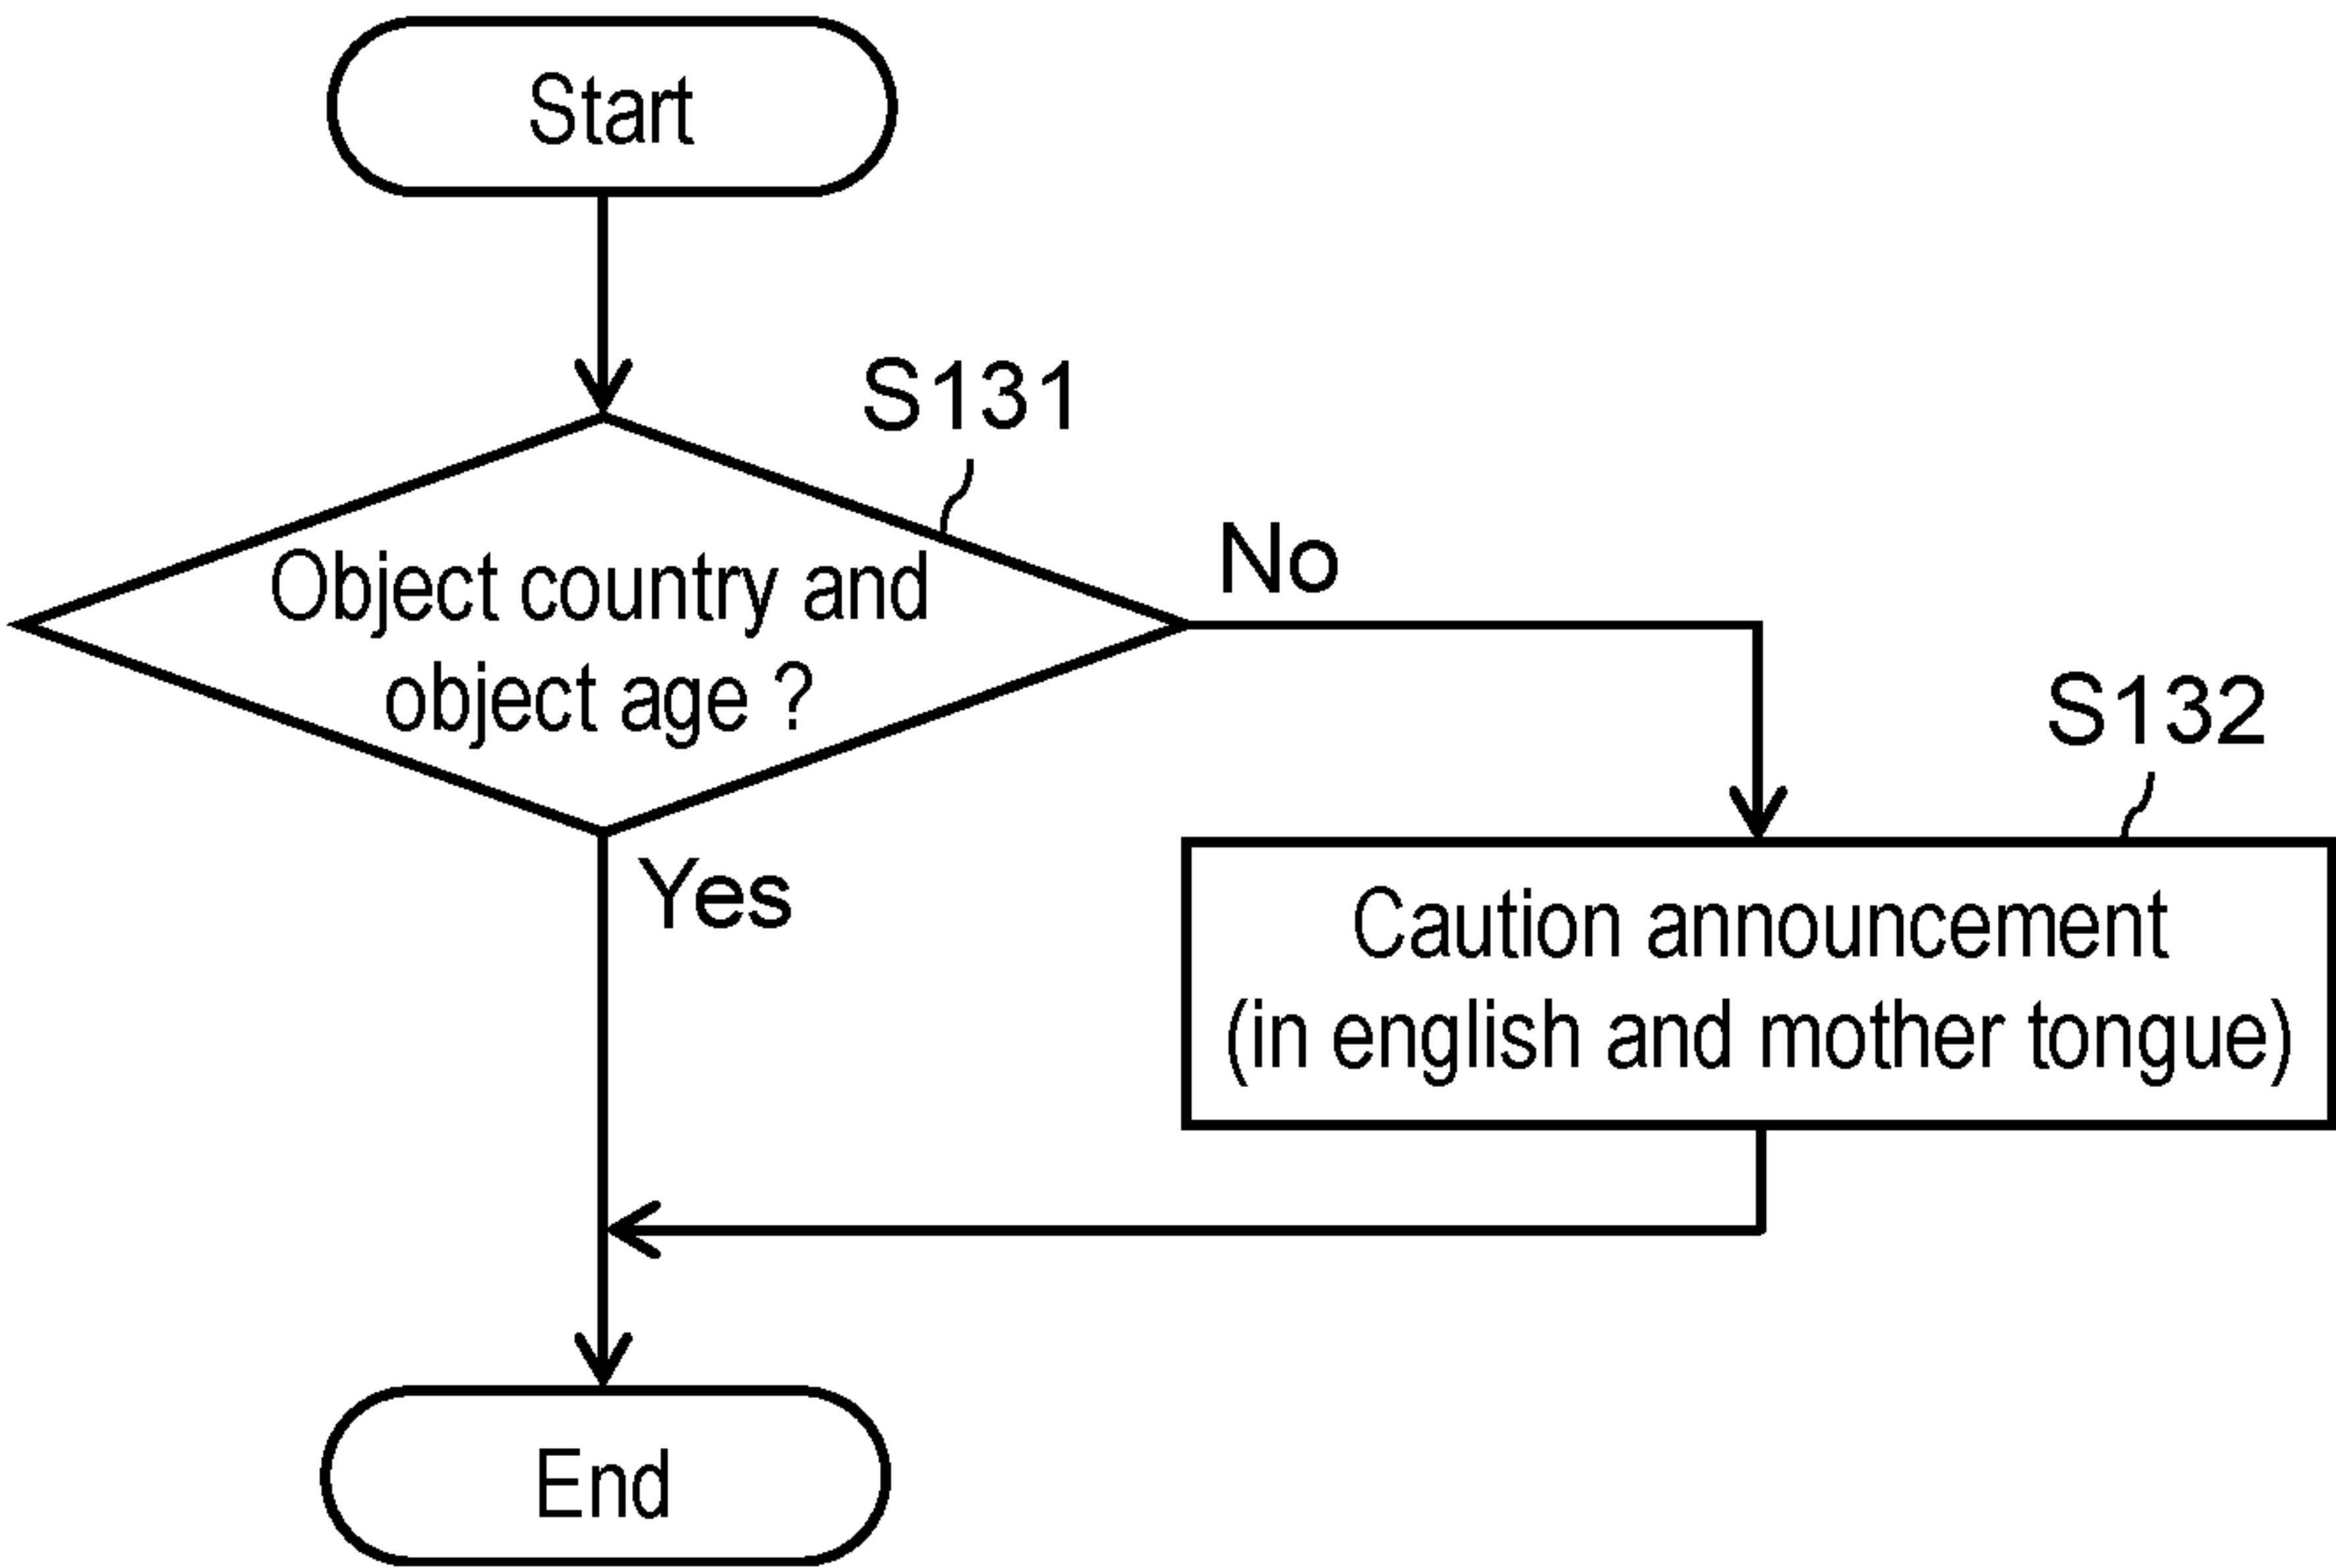 Start
S131
Object country and
object age ?
No
Yes
S132
Caution announcement
(in english and mother tongue)
End